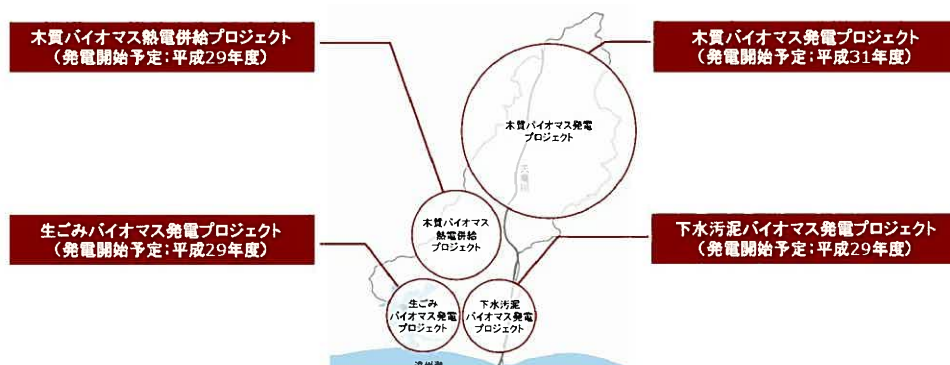 木質バイオマス熱電併給プロジェクト
(発電開始予定:平成29年度)
木質バイオマス発電プロジェクト
(発電開始予定:平成31年度)
木質バイオマス発電
プロジェクト
天竜川
木質バイオマス
熱電併給
プロジェクト
生ごみバイオマス発電プロジェクト
(発電開始予定:平成29年度)
下水汚泥バイオマス発電プロジェクト
(発電開始予定:平成29年度)
生ごみ
バイオマス発電
プロジェクト
下水汚泥
バイオマス発電
プロジェクト
遠州灘